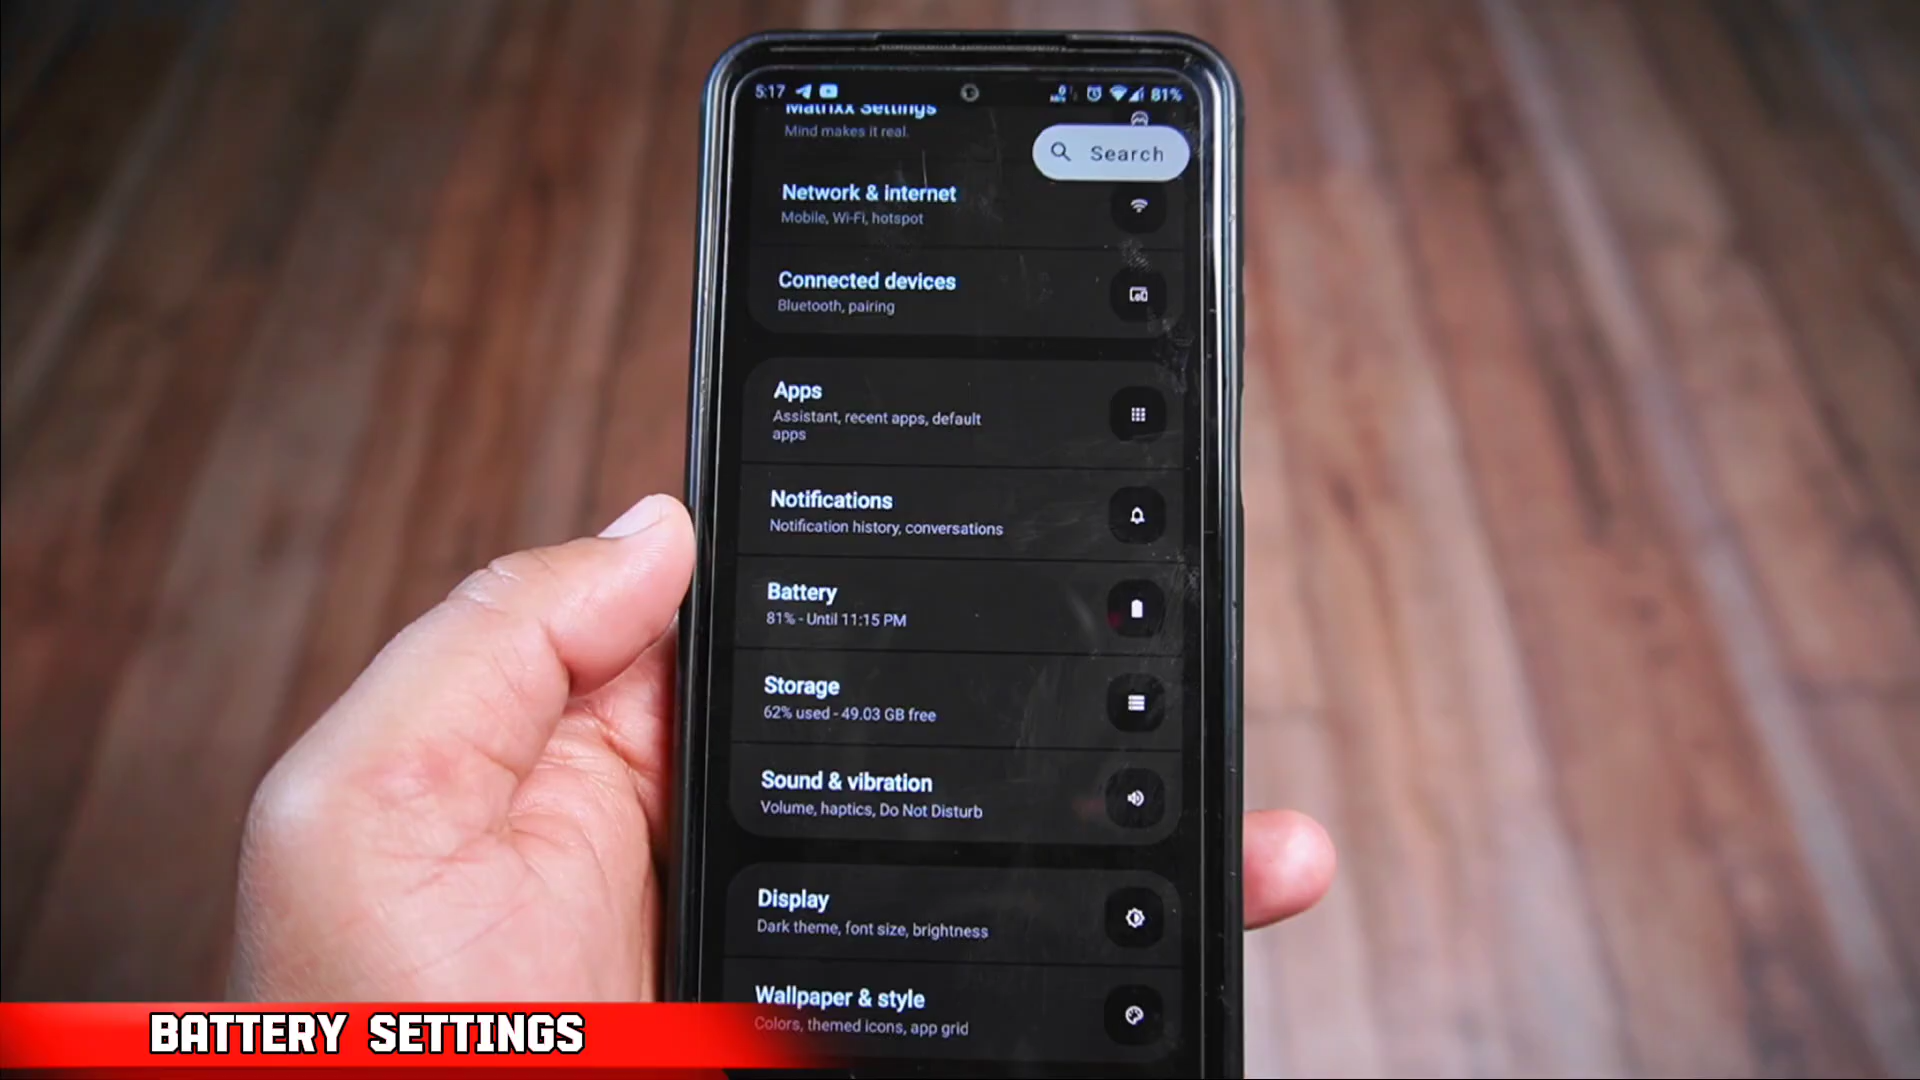 5:17
81%
Matrixx Settings
Mind makes it real.
Search
Network & internet
Mobile, Wi-Fi, hotspot
Connected devices
Bluetooth, pairing
Apps
Assistant, recent apps, default
apps
Notifications
Notification history, conversations
Battery
81% - Until 11:15 PM
Storage
62% used - 49.03 GB free
Sound & vibration
Volume, haptics, Do Not Disturb
Display
Dark theme, font size, brightness
Wallpaper & style
Colors, themed icons, app grid
BATTERY SETTINGS